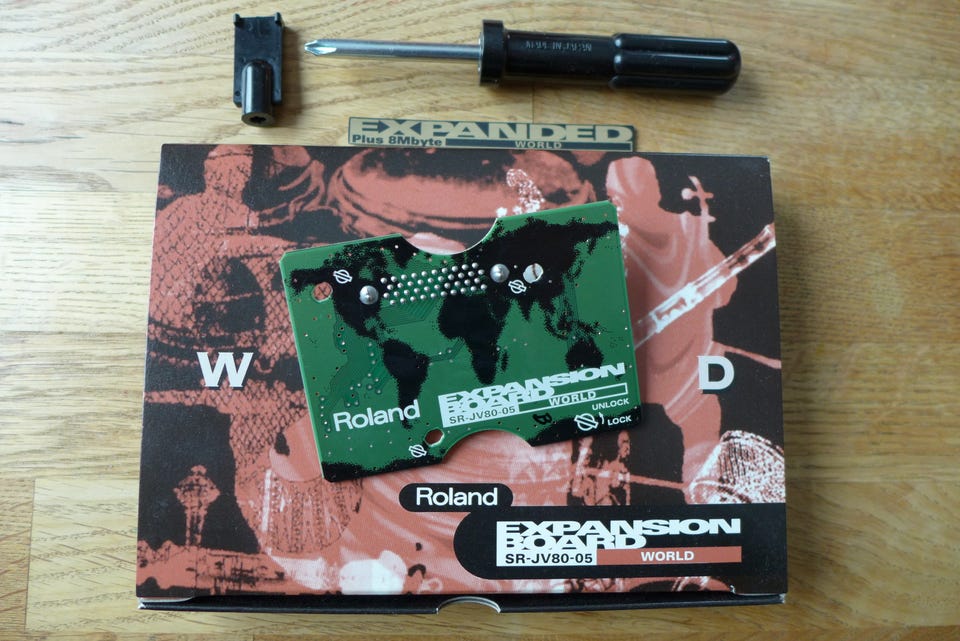 EXPANDED
Plus 8Mbyte WORLD
W D
Roland
EXPANSION
BOARD
SR-JV80-05 WORLD
UNLOCK
LOCK
Roland
EXPANSION
BOARD
SR-JV80-05 WORLD